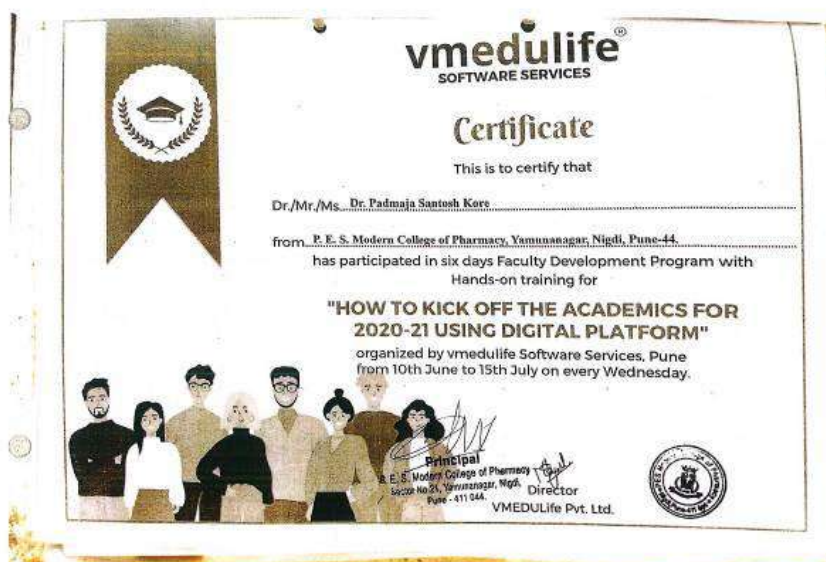 vmedulife®
SOFTWARE SERVICES
Certificate
This is to certify that
Dr./Mr./Ms. Dr. Padmaja Santosh Kore
from P. E. S. Modern College of Pharmacy, Yamunanagar, Nigdi, Pune-44.
has participated in six days Faculty Development Program with
Hands-on training for
"HOW TO KICK OFF THE ACADEMICS FOR
2020-21 USING DIGITAL PLATFORM"
organized by vmedulife Software Services, Pune
from 10th June to 15th July on every Wednesday.
Principal
P. E. S. Modern College of Pharmacy
Sector No 21, Yamunanagar, Nigdi,
Pune - 411 044.
Director
VMEDULife Pvt. Ltd.